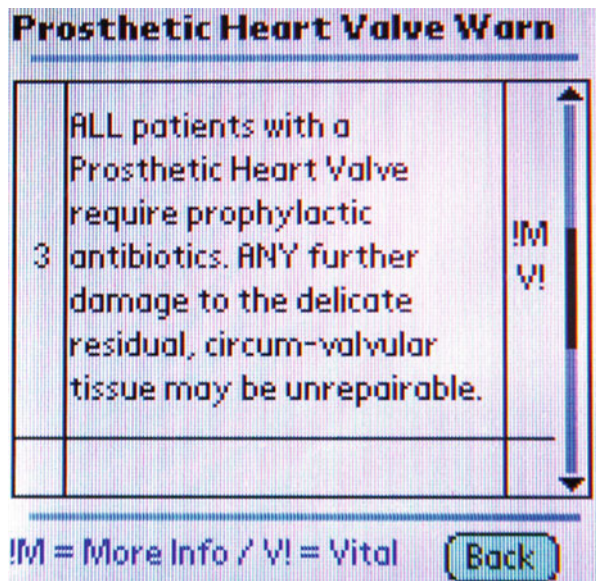 Prosthetic Heart Valve Warn
ALL patients with a
Prosthetic Heart Valve
require prophylactic
3 antibiotics. ANY further
damage to the delicate
residual, circum-valvular
tissue may be unrepairable.
!M
V!
!M = More Info / V! = Vital
Back